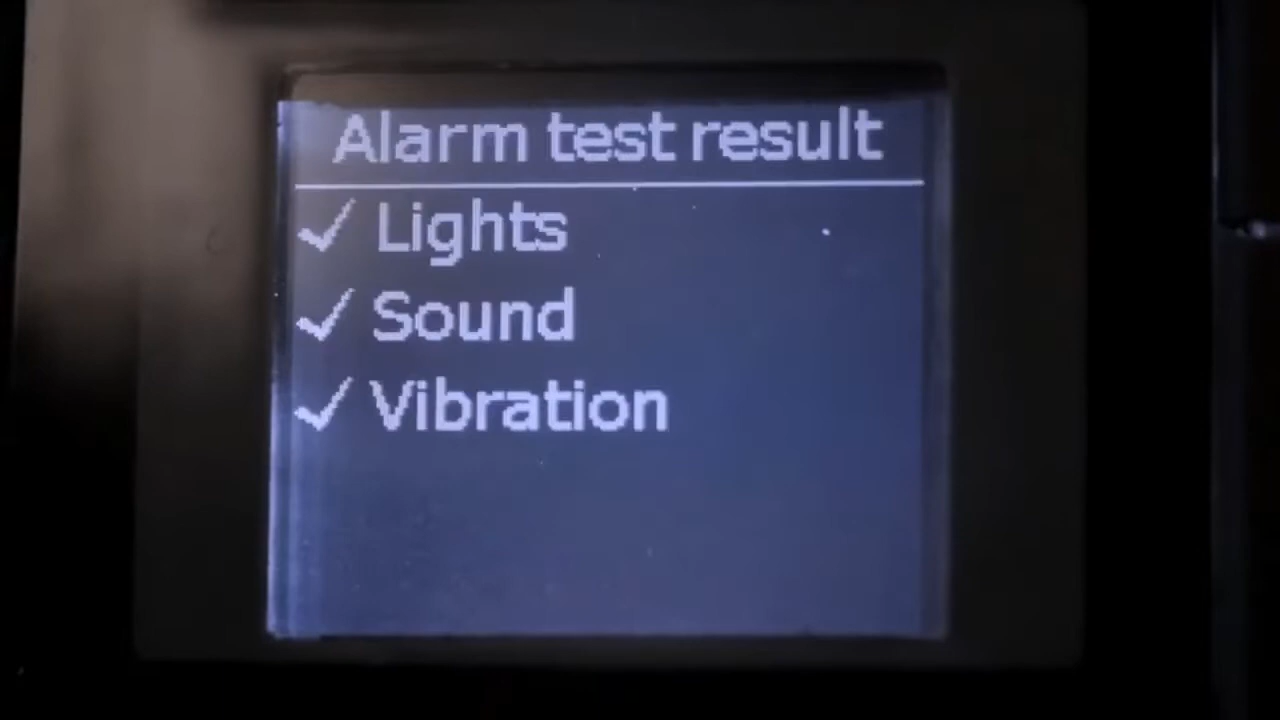 Alarm test result
✓ Lights
✓ Sound
✓ Vibration